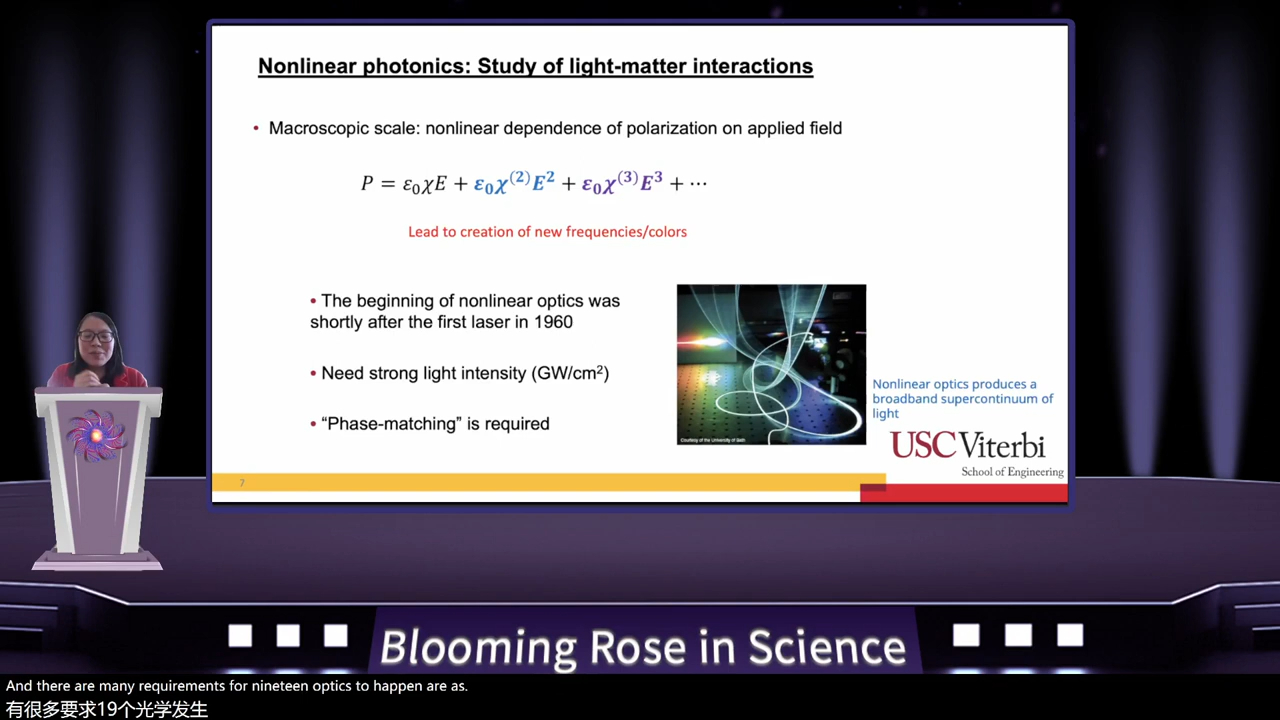 Nonlinear photonics: Study of light-matter interactions
• Macroscopic scale: nonlinear dependence of polarization on applied field
P = ε₀χE + ε₀χ⁽²⁾E² + ε₀χ⁽³⁾E³ + ⋯
Lead to creation of new frequencies/colors
• The beginning of nonlinear optics was
shortly after the first laser in 1960
• Need strong light intensity (GW/cm²)
• “Phase-matching” is required
Courtesy of the University of Bath
Nonlinear optics produces a
broadband supercontinuum of
light
USC Viterbi
School of Engineering
7
Blooming Rose in Science
And there are many requirements for nineteen optics to happen are as.
有很多要求19个光学发生